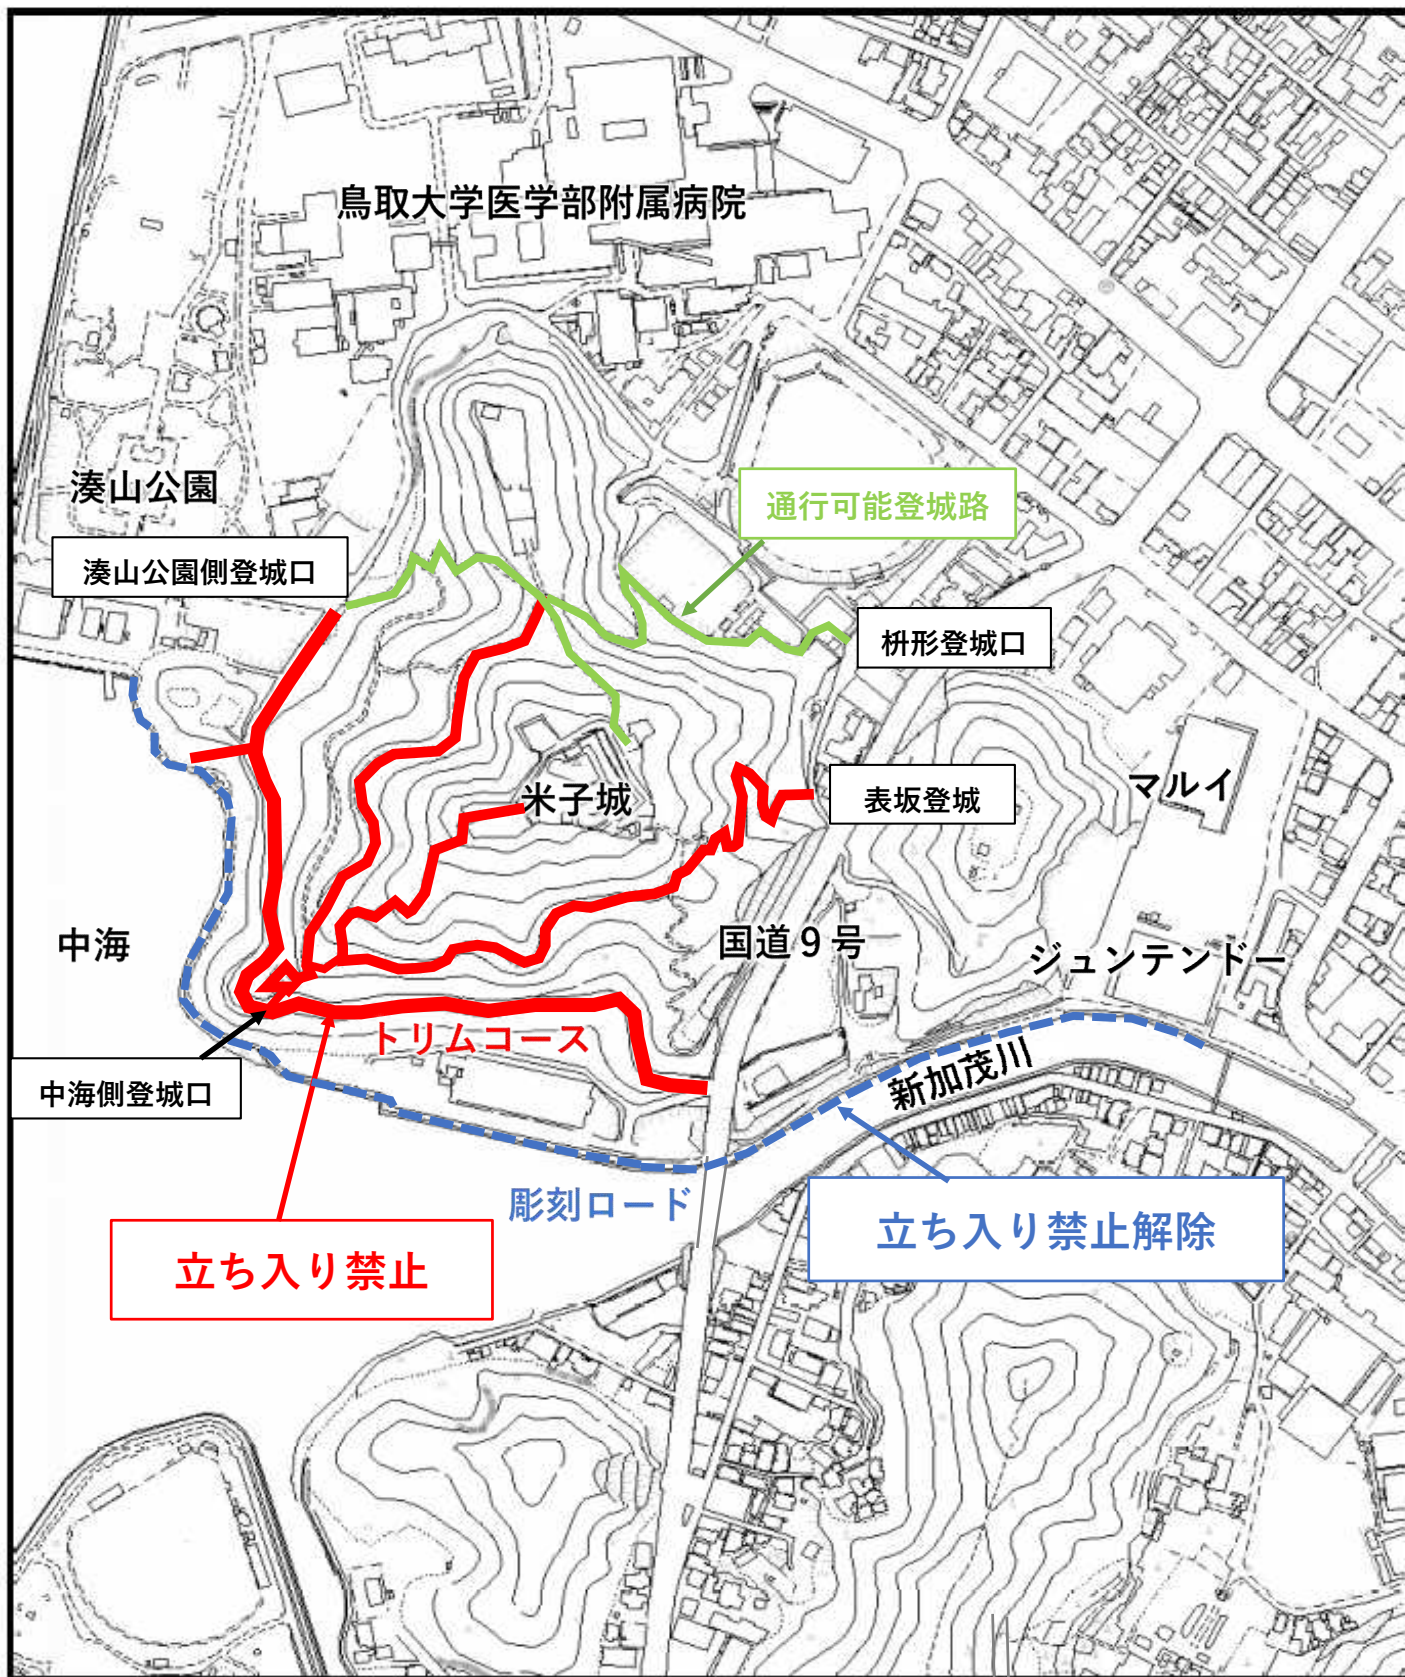 鳥取大学医学部附属病院
湊山公園
通行可能登城路
湊山公園側登城口
枡形登城口
マルイ
米子城
表坂登城
中海
国道９号
ジュンテンドー
トリムコース
新加茂川
中海側登城口
彫刻ロード
立ち入り禁止解除
立ち入り禁止